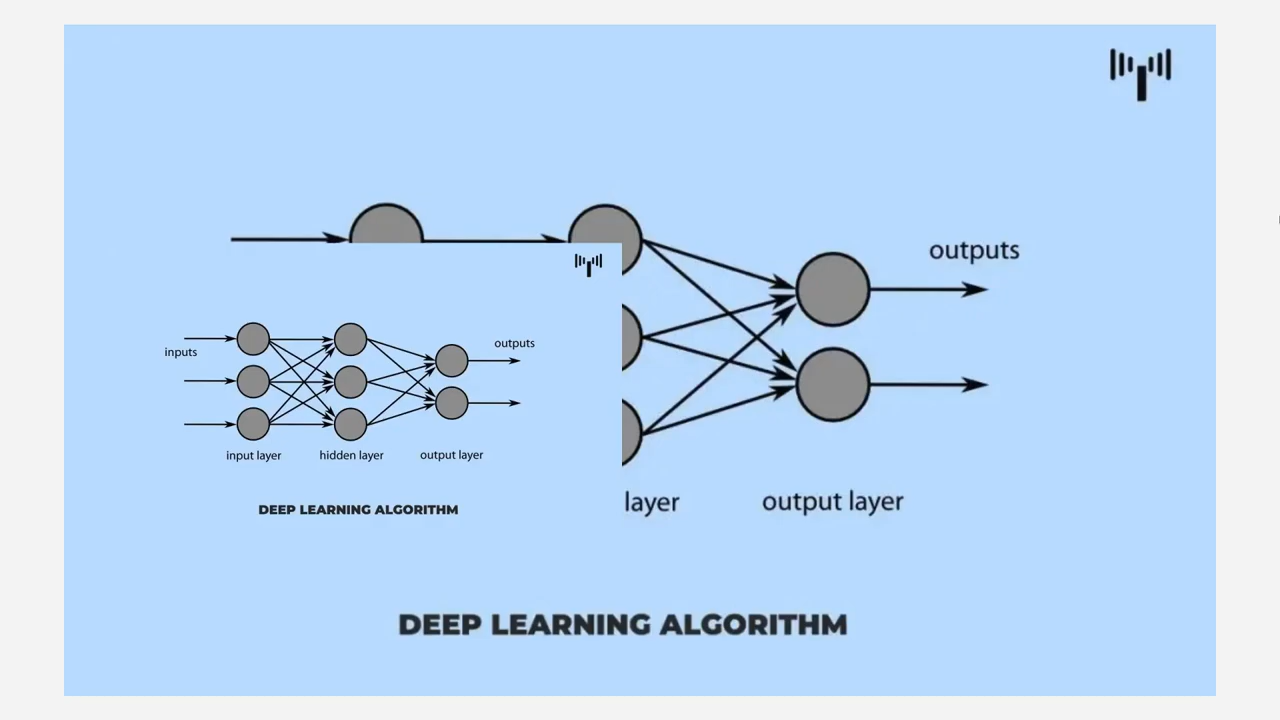 outputs
inputs
outputs
input layer hidden layer output layer
DEEP LEARNING ALGORITHM
layer output layer
DEEP LEARNING ALGORITHM